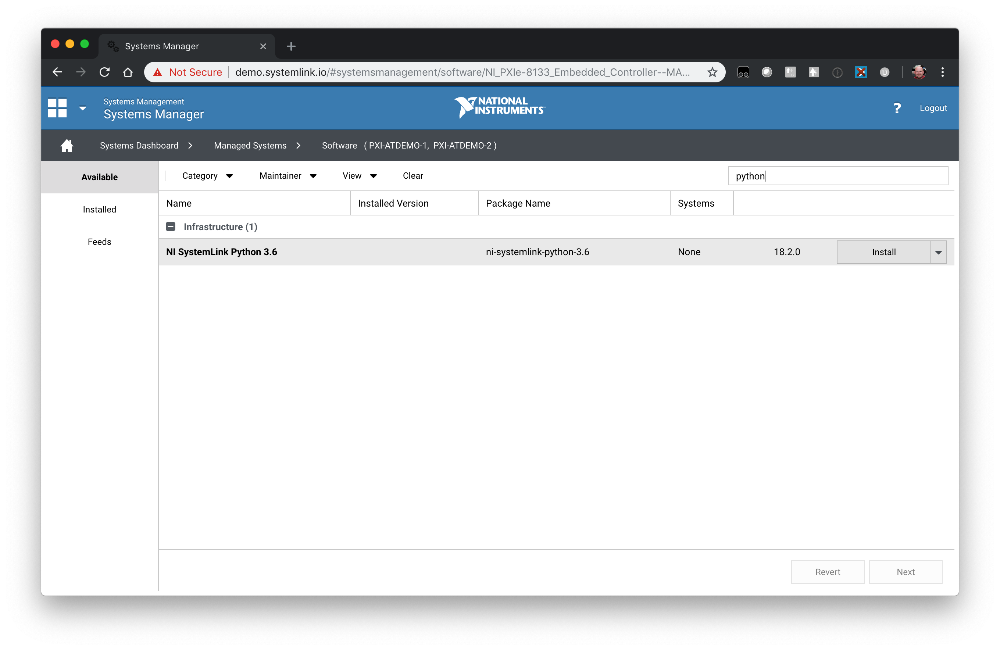 Systems Manager
Not Secure demo.systemlink.io/#systemsmanagement/software/NI_PXIe-8133_Embedded_Controller--MA...
Systems Management
Systems Manager
NATIONAL
INSTRUMENTS
? Logout
Systems Dashboard Managed Systems Software ( PXI-ATDEMO-1, PXI-ATDEMO-2 )
Available
Installed
Feeds
Category Maintainer View Clear python
Name Installed Version Package Name Systems
Infrastructure (1)
NI SystemLink Python 3.6 ni-systemlink-python-3.6 None 18.2.0 Install
Revert Next